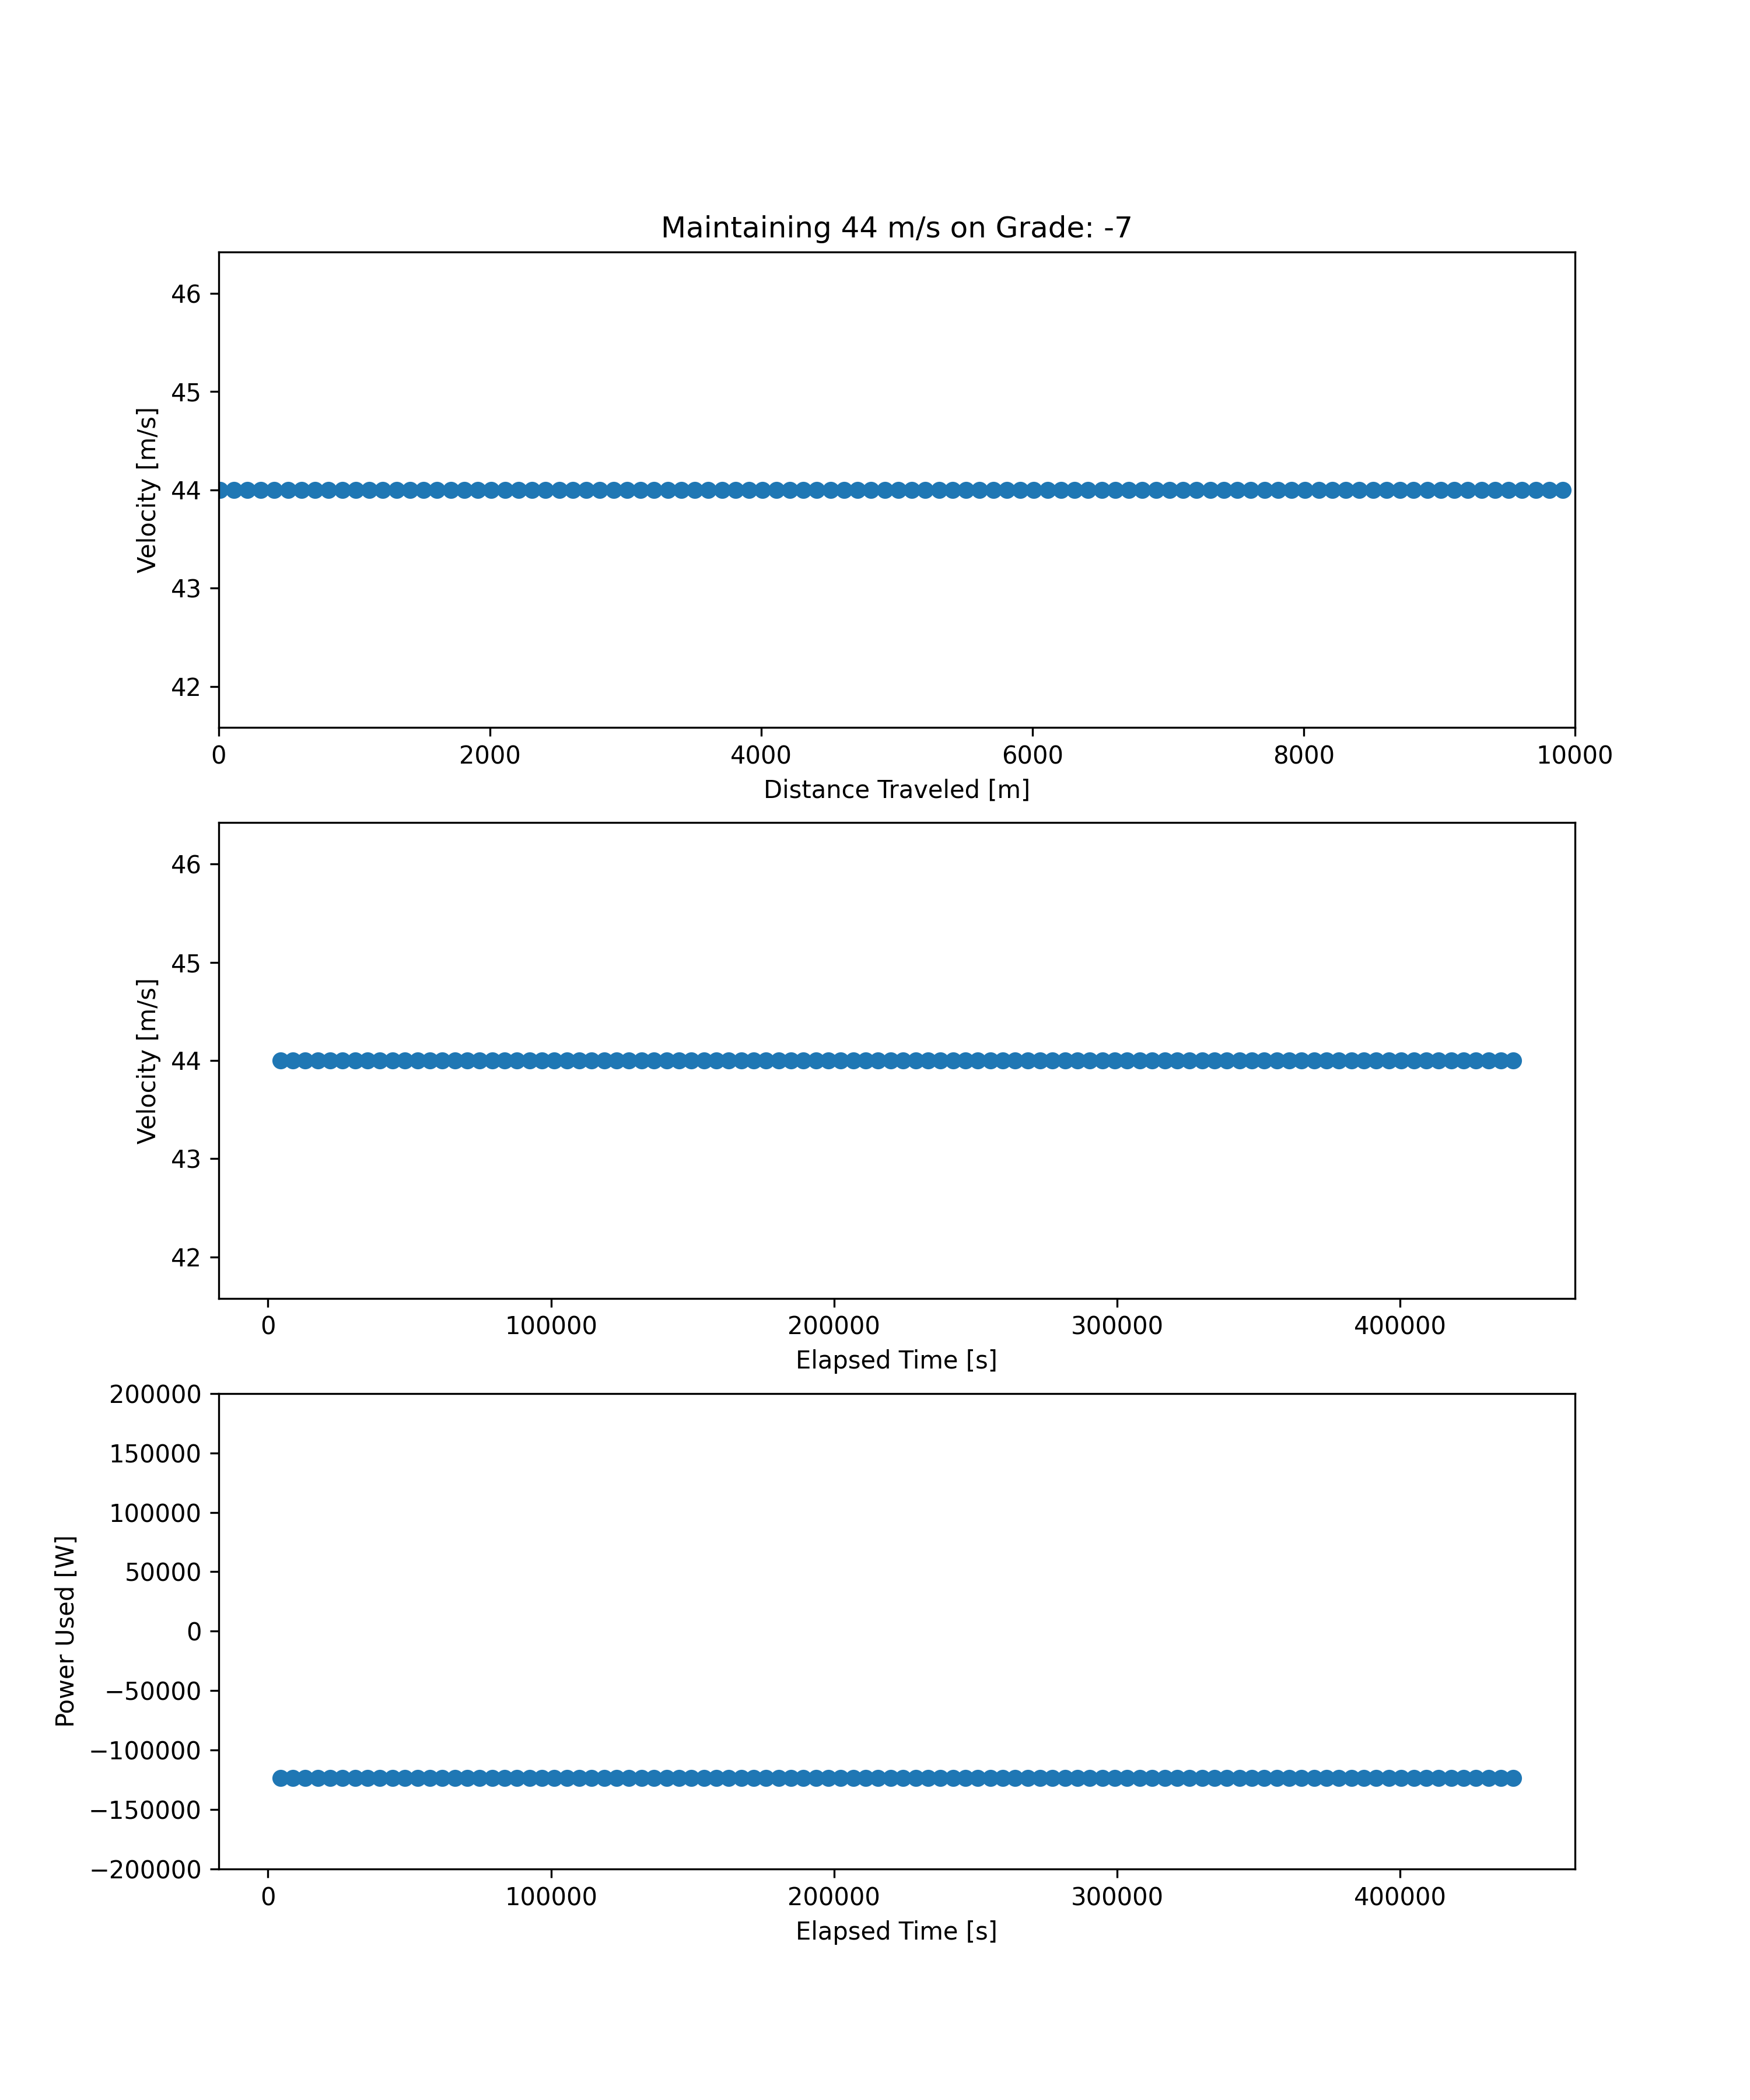 Maintaining 44 m/s on Grade: -7
46
45
44
43
42
Velocity [m/s]
0 2000 4000 6000 8000 10000
Distance Traveled [m]
46
45
44
43
42
Velocity [m/s]
0 100000 200000 300000 400000
Elapsed Time [s]
200000
150000
100000
50000
0
−50000
−100000
−150000
−200000
Power Used [W]
0 100000 200000 300000 400000
Elapsed Time [s]